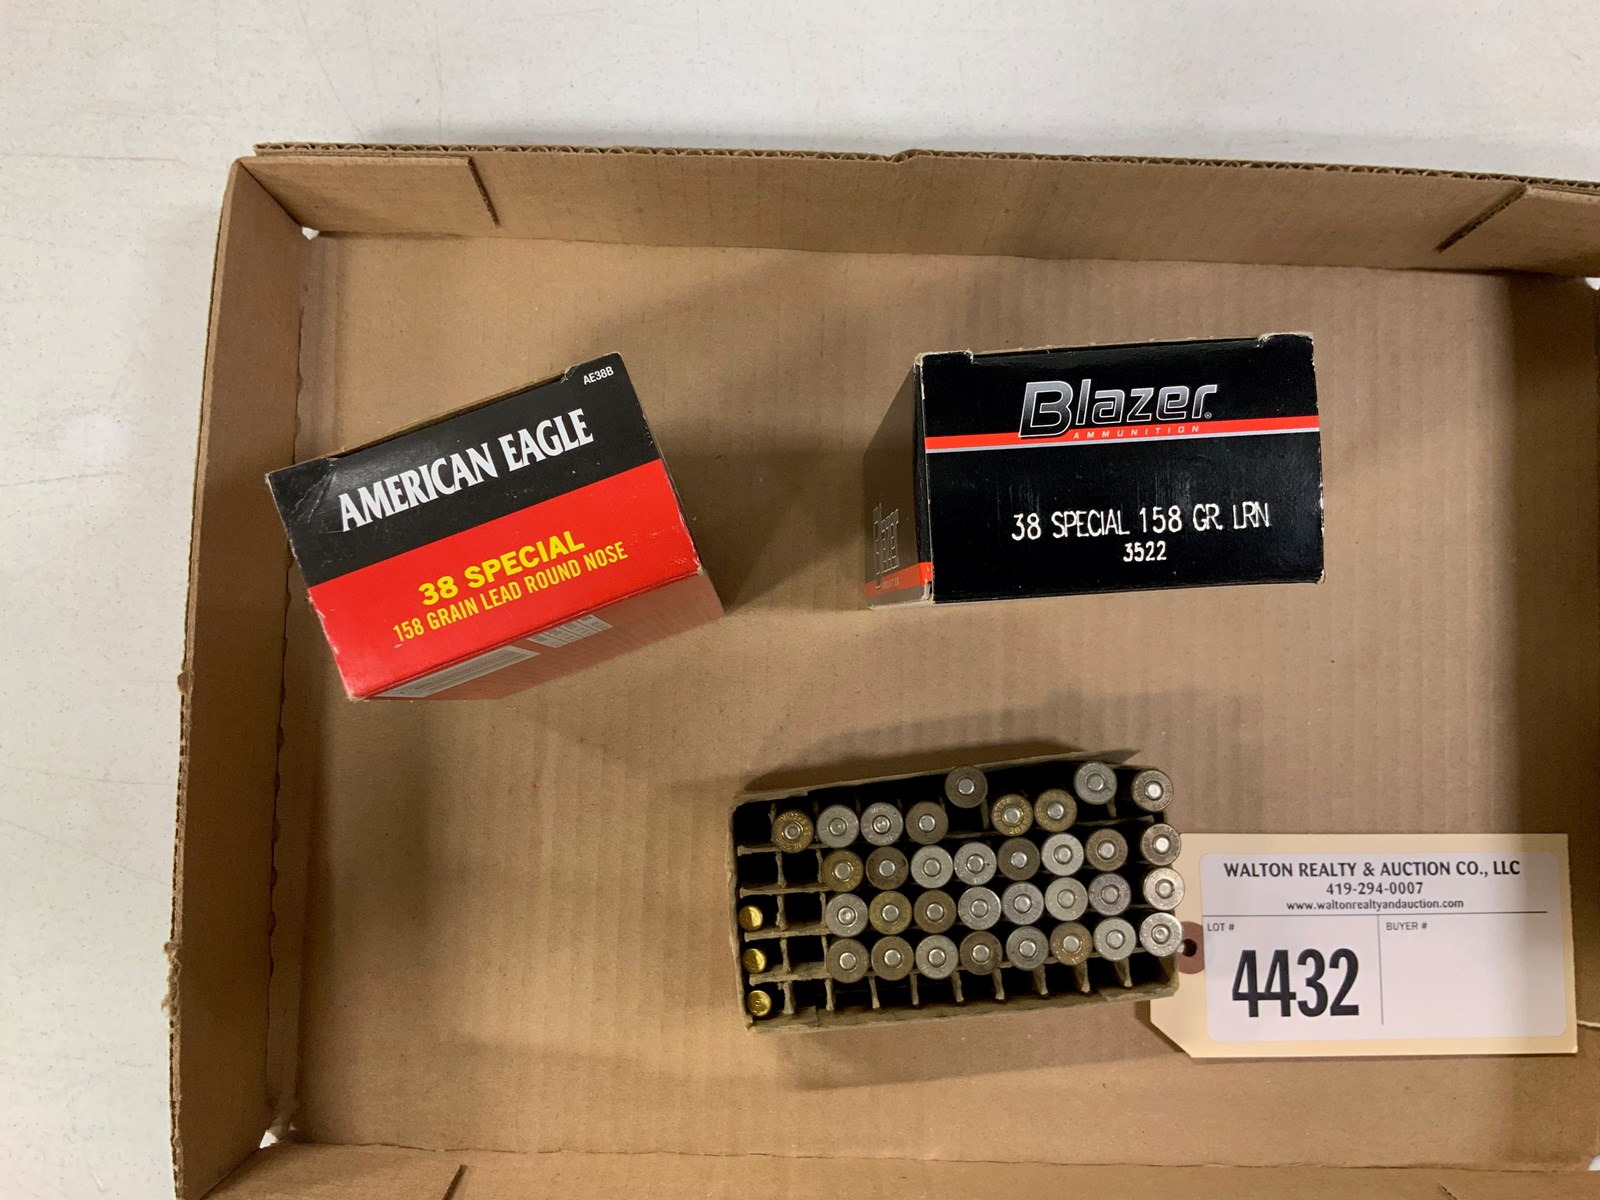 AE38B
AMERICAN EAGLE
38 SPECIAL
158 GRAIN LEAD ROUND NOSE
Blazer®
AMMUNITION
38 SPECIAL 158 GR. LRN
3522
Blazer
WALTON REALTY & AUCTION CO., LLC
419-294-0007
www.waltonrealtyandauction.com
LOT #
BUYER #
4432